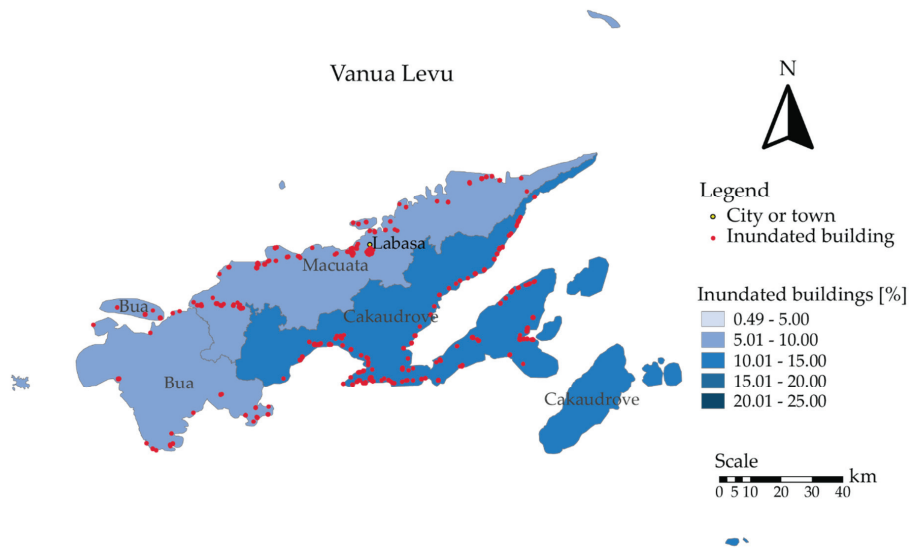 Vanua Levu
N
Legend
City or town
Inundated building
Labasa
Macuata
Bua
Cakaudrove
Bua
Cakaudrove
Inundated buildings [%]
0.49 - 5.00
5.01 - 10.00
10.01 - 15.00
15.01 - 20.00
20.01 - 25.00
Scale
km
0 5 10 20 30 40